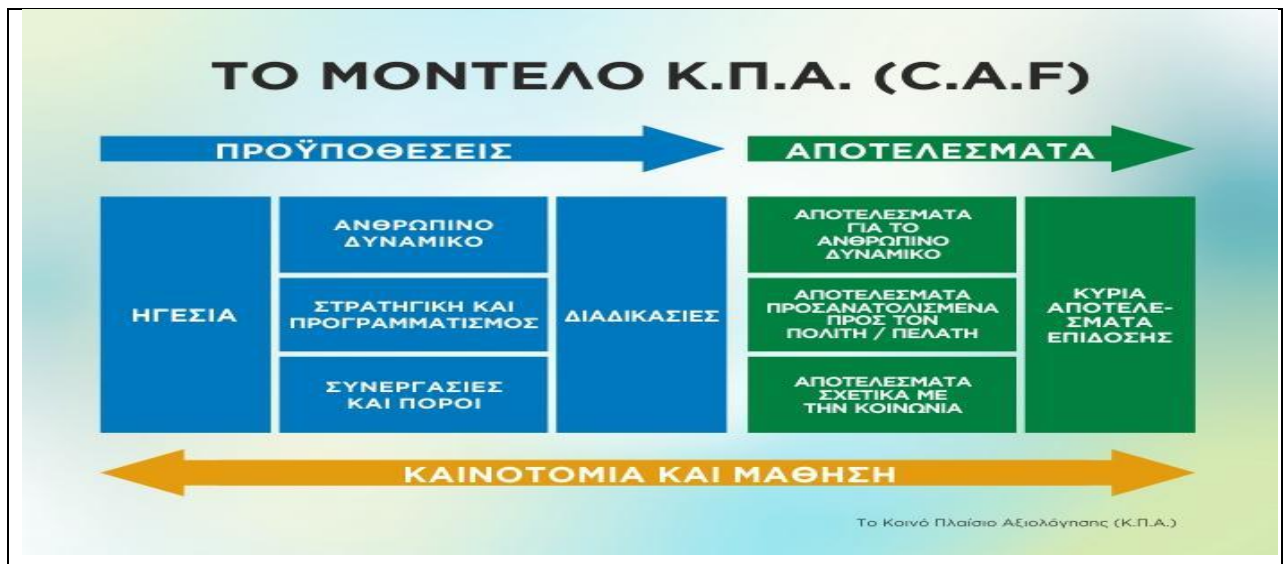 ΤΟ ΜΟΝΤΕΛΟ Κ.Π.Α. (C.A.F)
ΠΡΟΫΠΟΘΕΣΕΙΣ
ΑΠΟΤΕΛΕΣΜΑΤΑ
ΗΓΕΣΙΑ
ΑΝΘΡΩΠΙΝΟ
ΔΥΝΑΜΙΚΟ
ΣΤΡΑΤΗΓΙΚΗ ΚΑΙ
ΠΡΟΓΡΑΜΜΑΤΙΣΜΟΣ
ΣΥΝΕΡΓΑΣΙΕΣ
ΚΑΙ ΠΟΡΟΙ
ΔΙΑΔΙΚΑΣΙΕΣ
ΑΠΟΤΕΛΕΣΜΑΤΑ
ΓΙΑ ΤΟ
ΑΝΘΡΩΠΙΝΟ
ΔΥΝΑΜΙΚΟ
ΑΠΟΤΕΛΕΣΜΑΤΑ
ΠΡΟΣΑΝΑΤΟΛΙΣΜΕΝΑ
ΠΡΟΣ ΤΟΝ
ΠΟΛΙΤΗ / ΠΕΛΑΤΗ
ΑΠΟΤΕΛΕΣΜΑΤΑ
ΣΧΕΤΙΚΑ ΜΕ
ΤΗΝ ΚΟΙΝΩΝΙΑ
ΚΥΡΙΑ
ΑΠΟΤΕΛΕ-
ΣΜΑΤΑ
ΕΠΙΔΟΣΗΣ
ΚΑΙΝΟΤΟΜΙΑ ΚΑΙ ΜΑΘΗΣΗ
Το Κοινό Πλαίσιο Αξιολόγησης (Κ.Π.Α.)